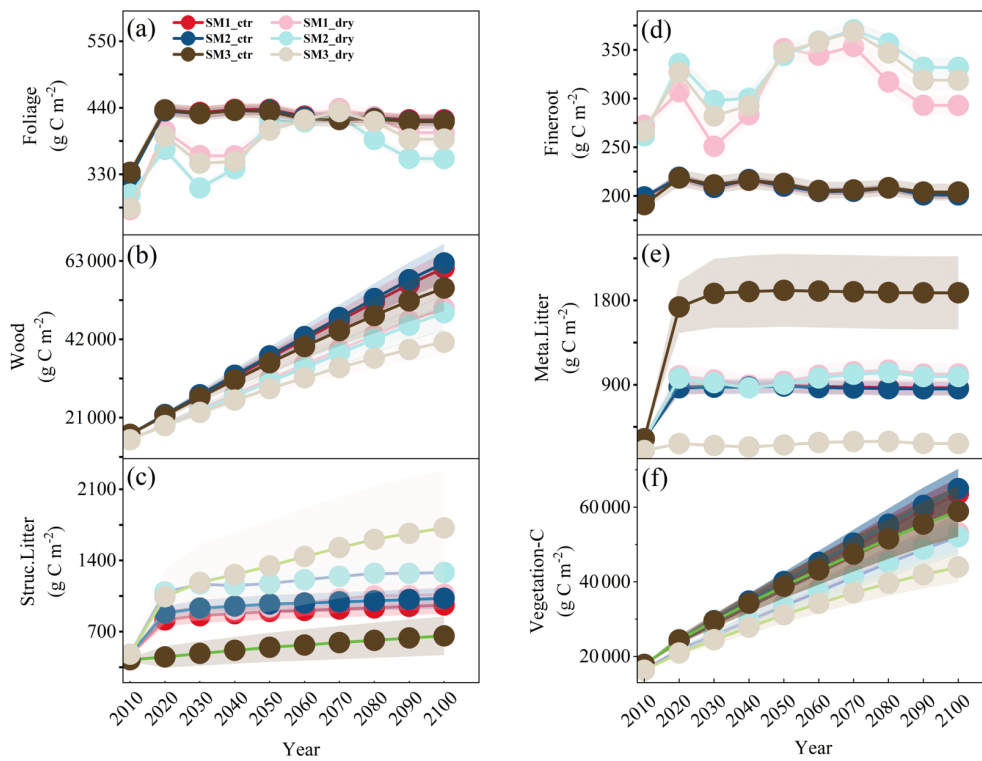 (a)
SM1_ctr SM1_dry
SM2_ctr SM2_dry
SM3_ctr SM3_dry
550
440
330
Foliage
(g C m⁻²)
(b)
63 000
42 000
21 000
Wood
(g C m⁻²)
(c)
2100
1400
700
Struc.Litter
(g C m⁻²)
2010 2020 2030 2040 2050 2060 2070 2080 2090 2100
Year
(d)
350
300
250
200
Fineroot
(g C m⁻²)
(e)
1800
900
Meta.Litter
(g C m⁻²)
(f)
60 000
40 000
20 000
Vegetation-C
(g C m⁻²)
2010 2020 2030 2040 2050 2060 2070 2080 2090 2100
Year